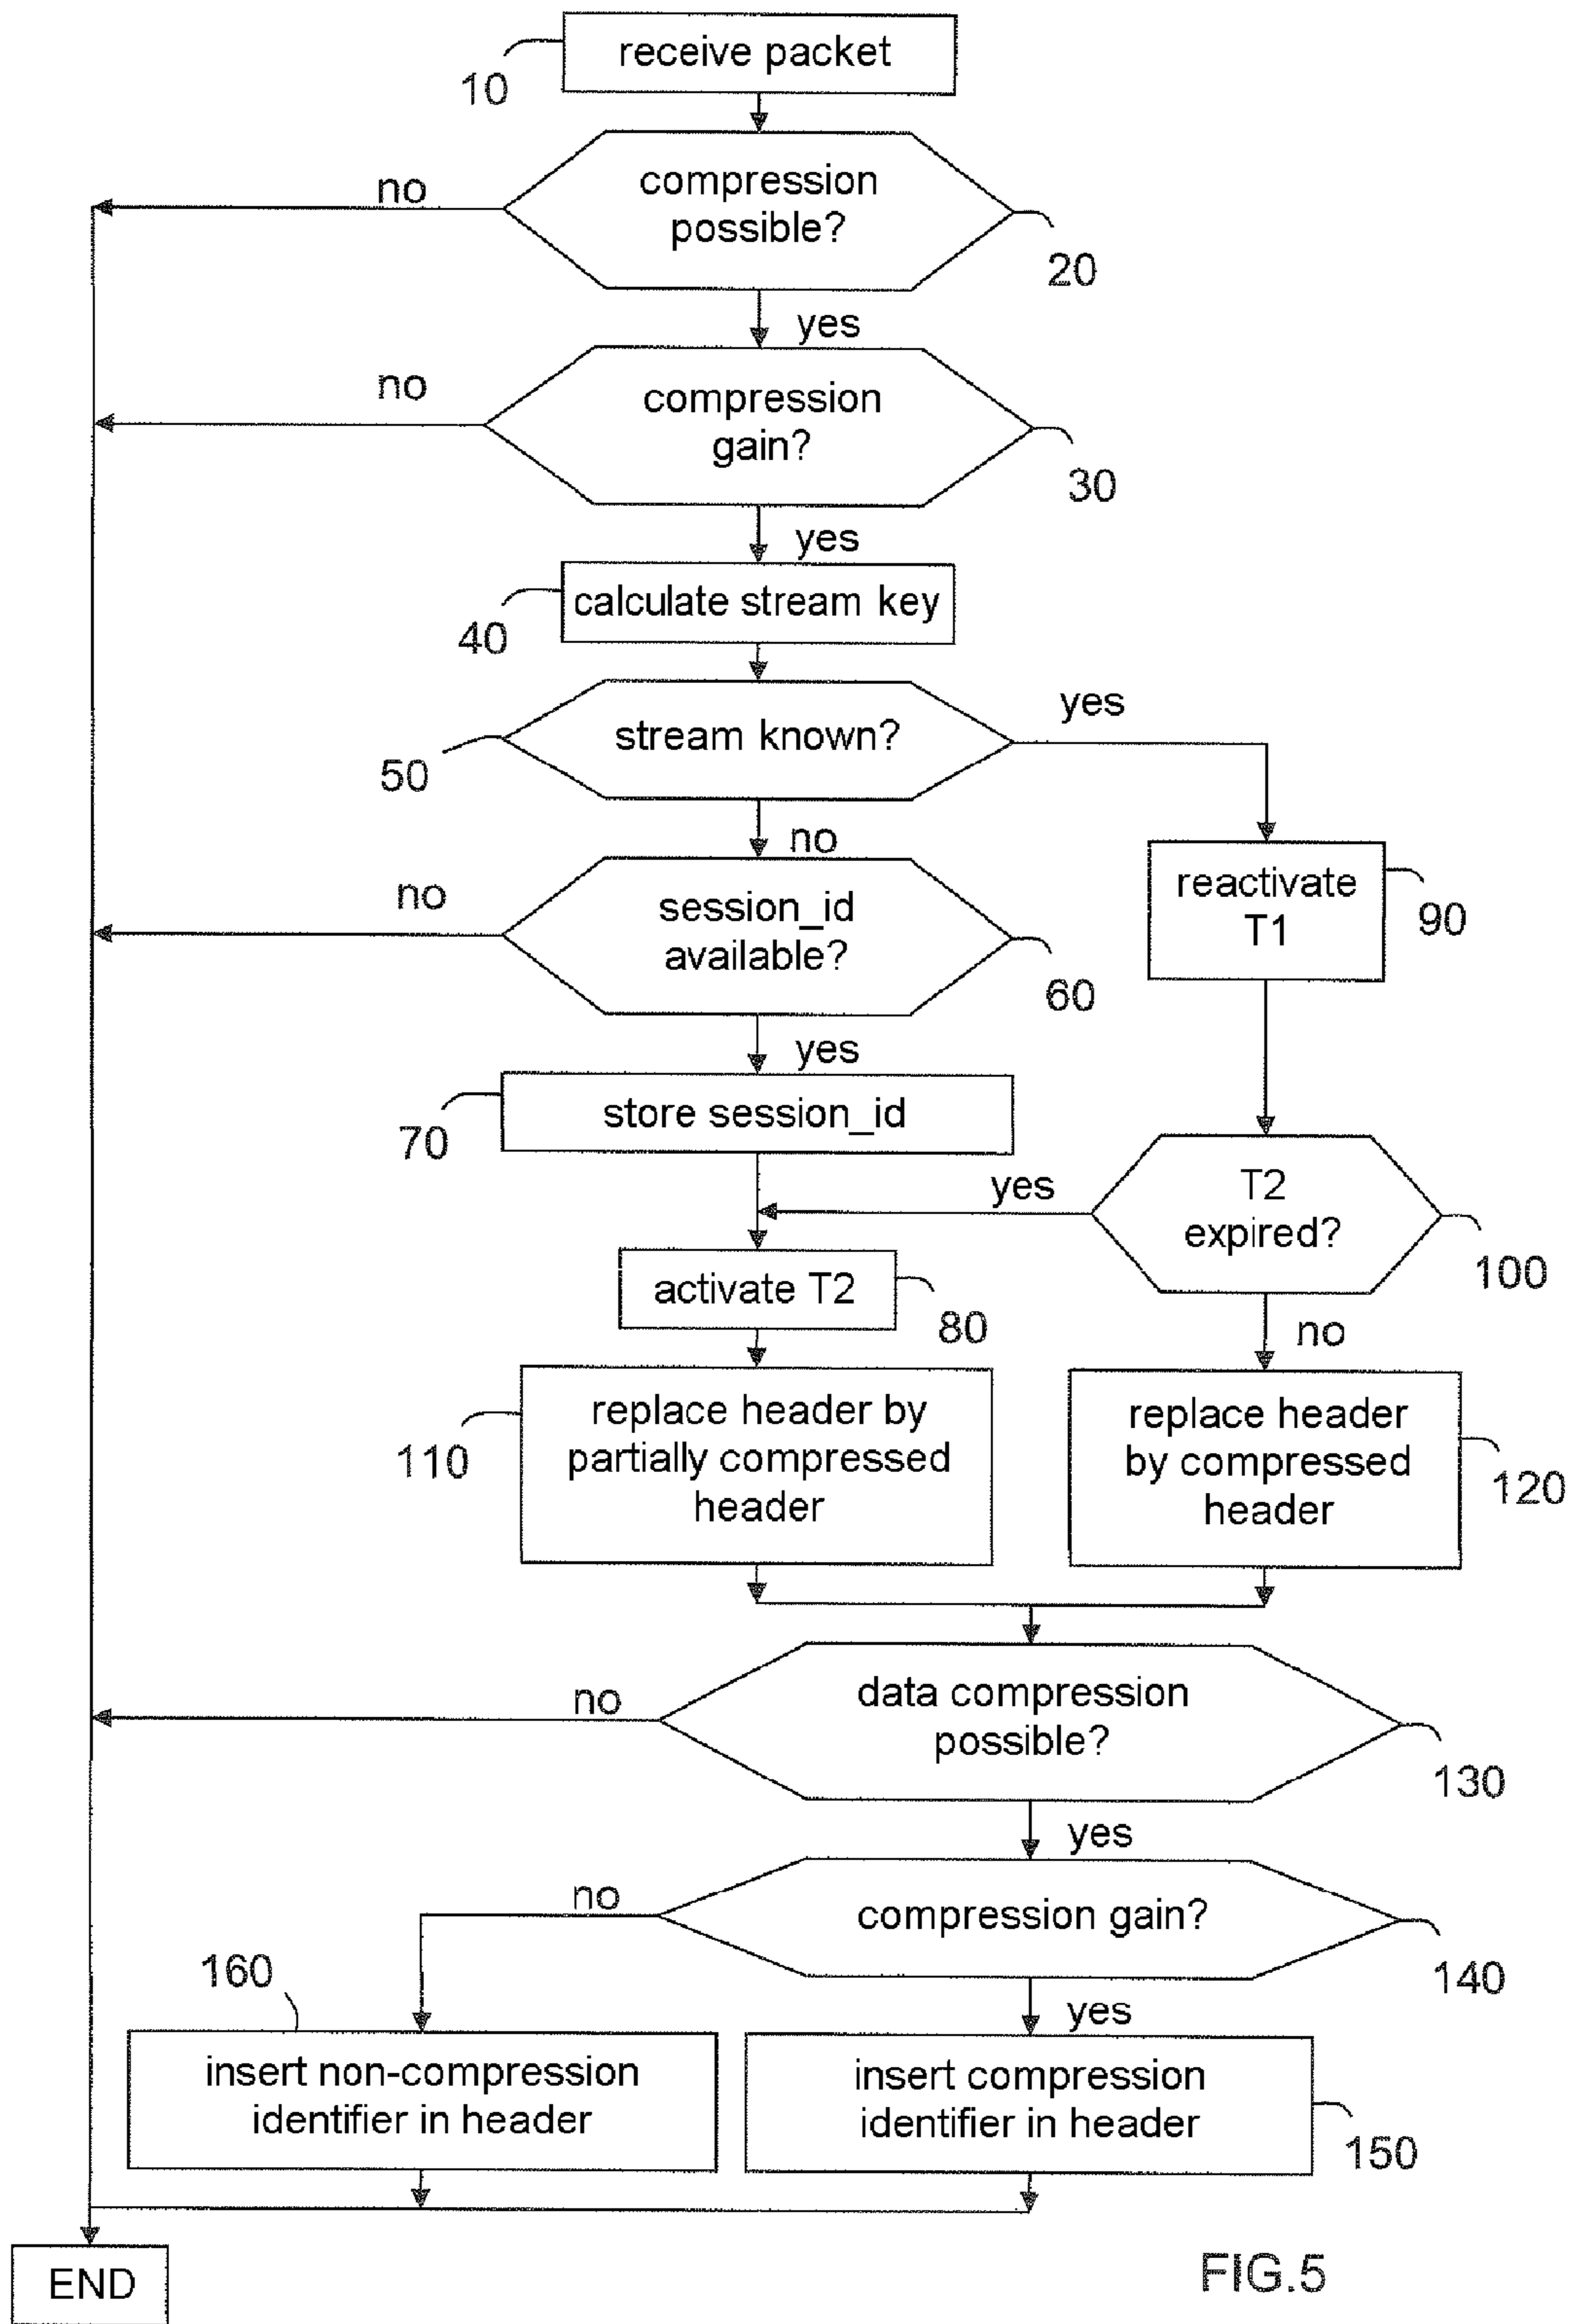 receive packet
10
compression
possible?
no
20
yes
compression
gain?
no
30
yes
calculate stream key
40
stream known?
yes
50
no
reactivate
T1
90
session_id
available?
no
60
yes
store session_id
70
T2
expired?
yes
100
activate T2
80
no
replace header by
partially compressed
header
110
replace header
by compressed
header
120
data compression
possible?
no
130
yes
compression gain?
no
140
160
yes
insert non-compression
identifier in header
insert compression
identifier in header
150
END
FIG.5